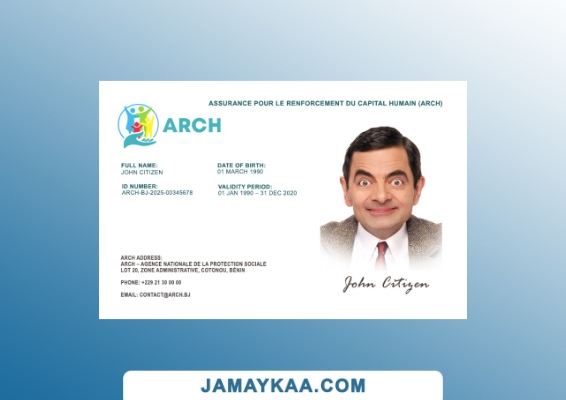 ASSURANCE POUR LE RENFORCEMENT DU CAPITAL HUMAIN (ARCH)
ARCH
FULL NAME:
JOHN CITIZEN
DATE OF BIRTH:
01 MARCH 1990
ID NUMBER:
ARCH-BJ-2025-00345678
VALIDITY PERIOD:
01 JAN 1990 – 31 DEC 2020
ARCH ADDRESS:
ARCH – AGENCE NATIONALE DE LA PROTECTION SOCIALE
LOT 20, ZONE ADMINISTRATIVE, COTONOU, BÉNIN
PHONE: +229 21 30 00 00
EMAIL: CONTACT@ARCH.BJ
John Citizen
JAMAYKAA.COM